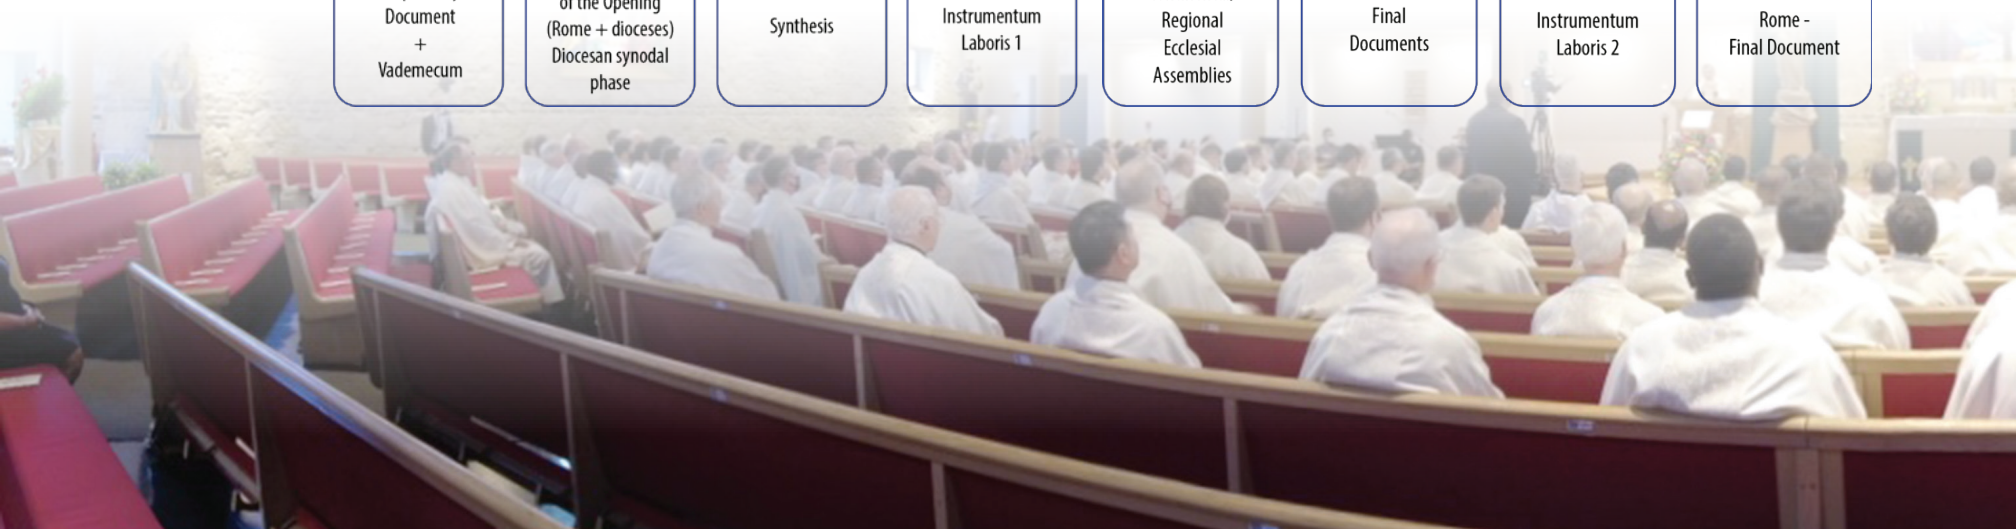 Document
+
Vademecum
of the Opening
(Rome + dioceses)
Diocesan synodal
phase
Synthesis
Instrumentum
Laboris 1
Regional
Ecclesial
Assemblies
Final
Documents
Instrumentum
Laboris 2
Rome -
Final Document